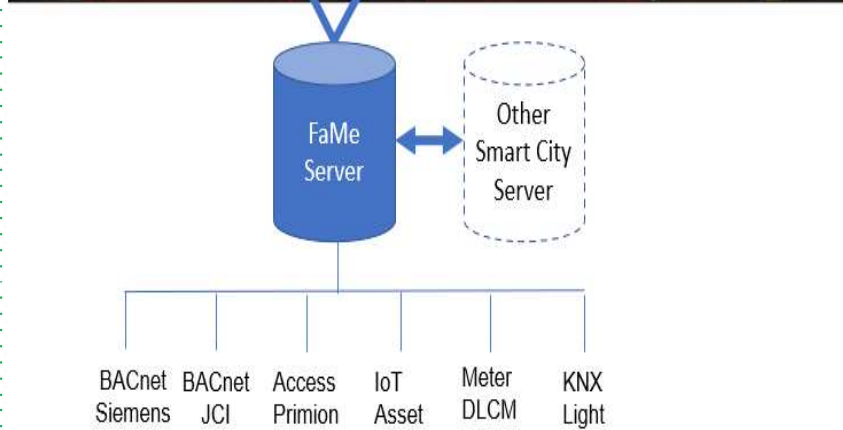 FaMe
Server
Other
Smart City
Server
BACnet
Siemens
BACnet
JCI
Access
Primion
IoT
Asset
Meter
DLCM
KNX
Light